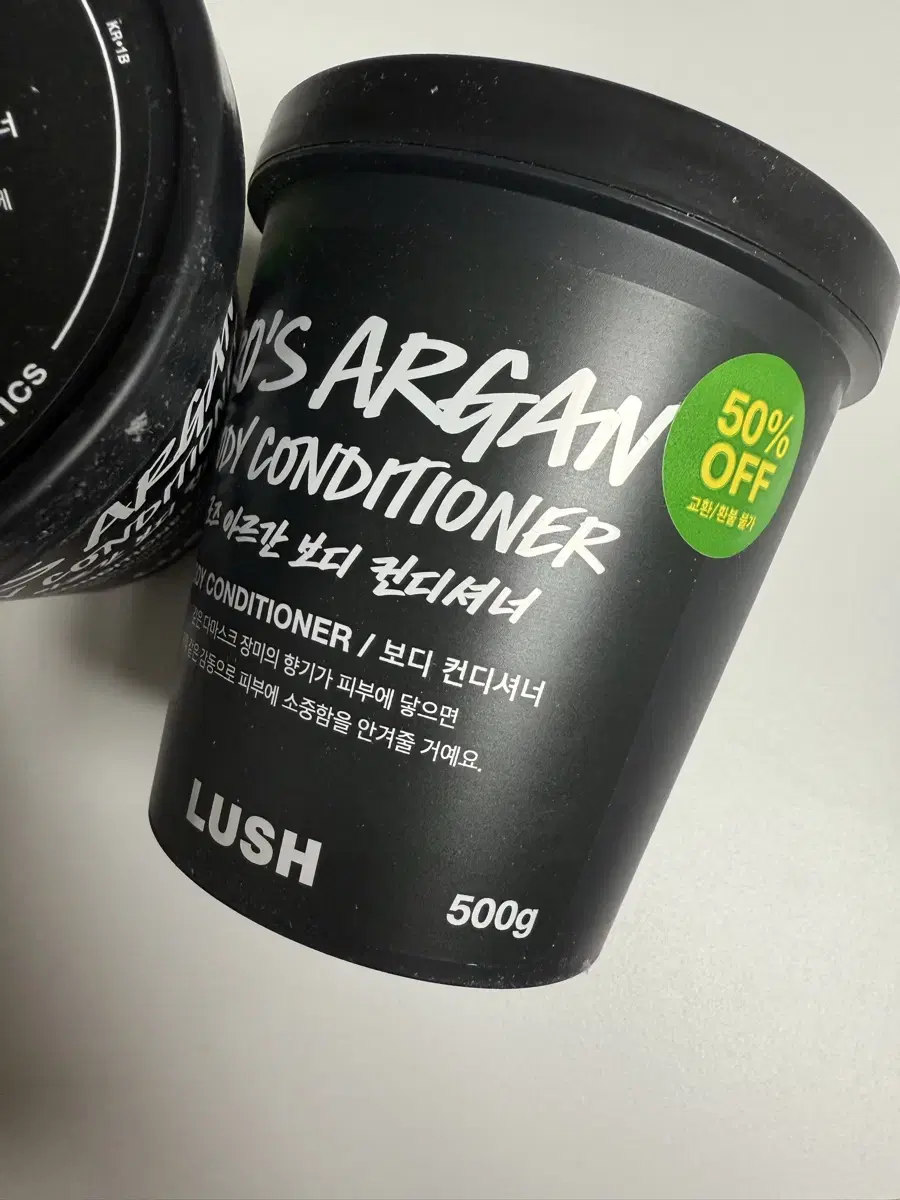 ARGAN
CONDITIONER
아르간 보디 컨디셔너
CONDITIONER / 보디 컨디셔너
다마스크 장미의 향기가 피부에 닿으면
같은 감동으로 피부에 소중함을 안겨줄 거예요.
LUSH
500g
50%
OFF
교환/환불 불가
KR•1B